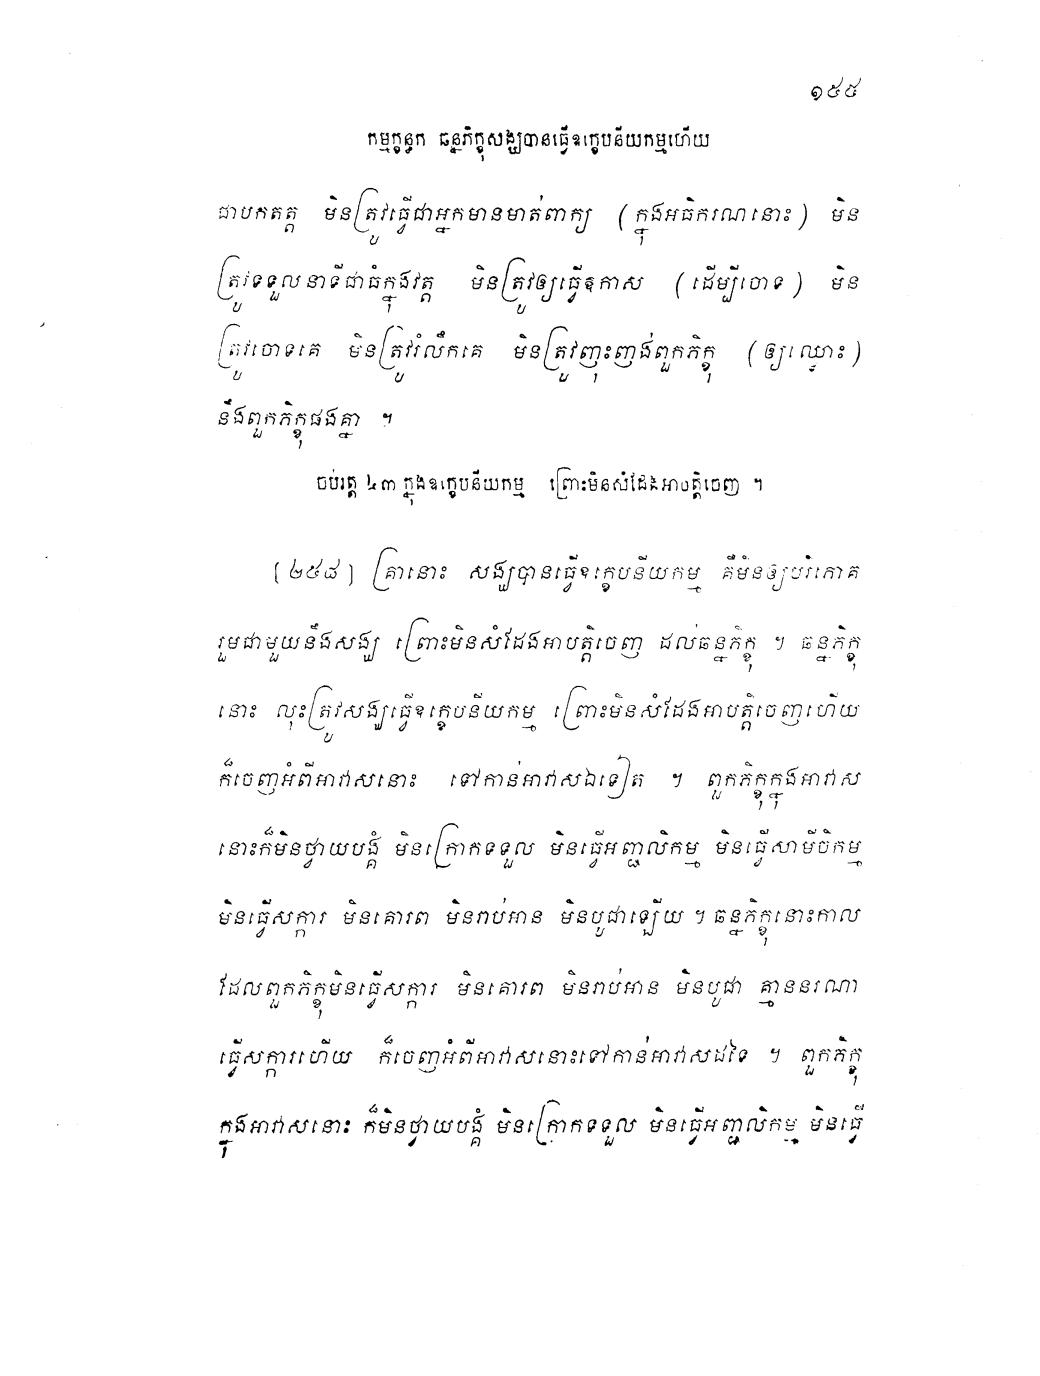 ១៥៥
កម្មក្ខន្ធក ឆន្នភិក្ខុសង្ឃបានធ្វើឧក្ខេបនីយកម្មហើយ
ជាបកតត្ត មិនត្រូវធ្វើជាអ្នកមានមាត់ពាក្យ (ក្នុងអធិករណនោះ) មិន
ត្រូវទទួលនាទីជាធំក្នុងវត្ត មិនត្រូវឲ្យធ្វើឱកាស (ដើម្បីចោទ) មិន
ត្រូវចោទគេ មិនត្រូវរំលឹកគេ មិនត្រូវញុះញង់ពួកភិក្ខុ (ឲ្យឈ្លោះ)
នឹងពួកភិក្ខុផងគ្នា ។
ចប់វត្ត ៤៣ ក្នុងឧក្ខេបនីយកម្ម ព្រោះមិនសំដែងអាបត្តិចេញ ។
[២៥៨] គ្រានោះ សង្ឃបានធ្វើឧក្ខេបនីយកម្ម គឺមិនឲ្យបរិភោគ
រួមជាមួយនឹងសង្ឃ ព្រោះមិនសំដែងអាបត្តិចេញ ដល់ឆន្នភិក្ខុ ។ ឆន្នភិក្ខុ
នោះ លុះត្រូវសង្ឃធ្វើឧក្ខេបនីយកម្ម ព្រោះមិនសំដែងអាបត្តិចេញហើយ
ក៏ចេញអំពីអាវាសនោះ ទៅកាន់អាវាសឯទៀត ។ ពួកភិក្ខុក្នុងអាវាស
នោះក៏មិនថ្វាយបង្គំ មិនក្រោកទទួល មិនធ្វើអញ្ជលិកម្ម មិនធ្វើសាមីចិកម្ម
មិនធ្វើសក្ការ មិនគោរព មិនរាប់អាន មិនបូជាឡើយ ។ ឆន្នភិក្ខុនោះកាល
ដែលពួកភិក្ខុមិនធ្វើសក្ការ មិនគោរព មិនរាប់អាន មិនបូជា គ្មាននរណា
ធ្វើសក្ការហើយ ក៏ចេញអំពីអាវាសនោះទៅកាន់អាវាសដទៃ ។ ពួកភិក្ខុ
ក្នុងអាវាសនោះ ក៏មិនថ្វាយបង្គំ មិនក្រោកទទួល មិនធ្វើអញ្ជលិកម្ម មិនធ្វើ